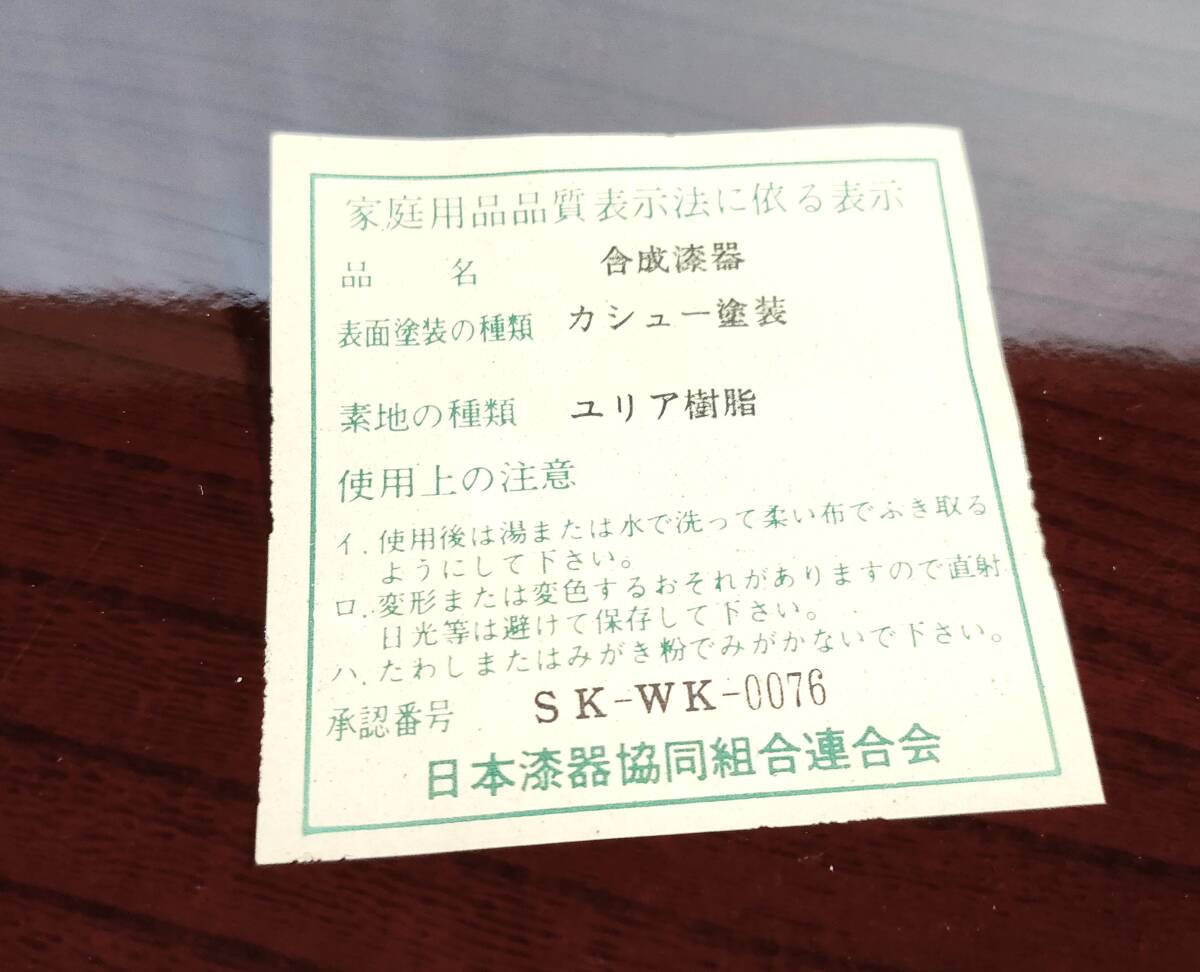 家庭用品品質表示法に依る表示
品名 合成漆器
表面塗装の種類 カシュー塗装
素地の種類 ユリア樹脂
使用上の注意
イ.使用後は湯または水で洗って柔い布でふき取る
ようにして下さい。
ロ.変形または変色するおそれがありますので直射
日光等は避けて保存して下さい。
ハ.たわしまたはみがき粉でみがかないで下さい。
承認番号 SK-WK-0076
日本漆器協同組合連合会